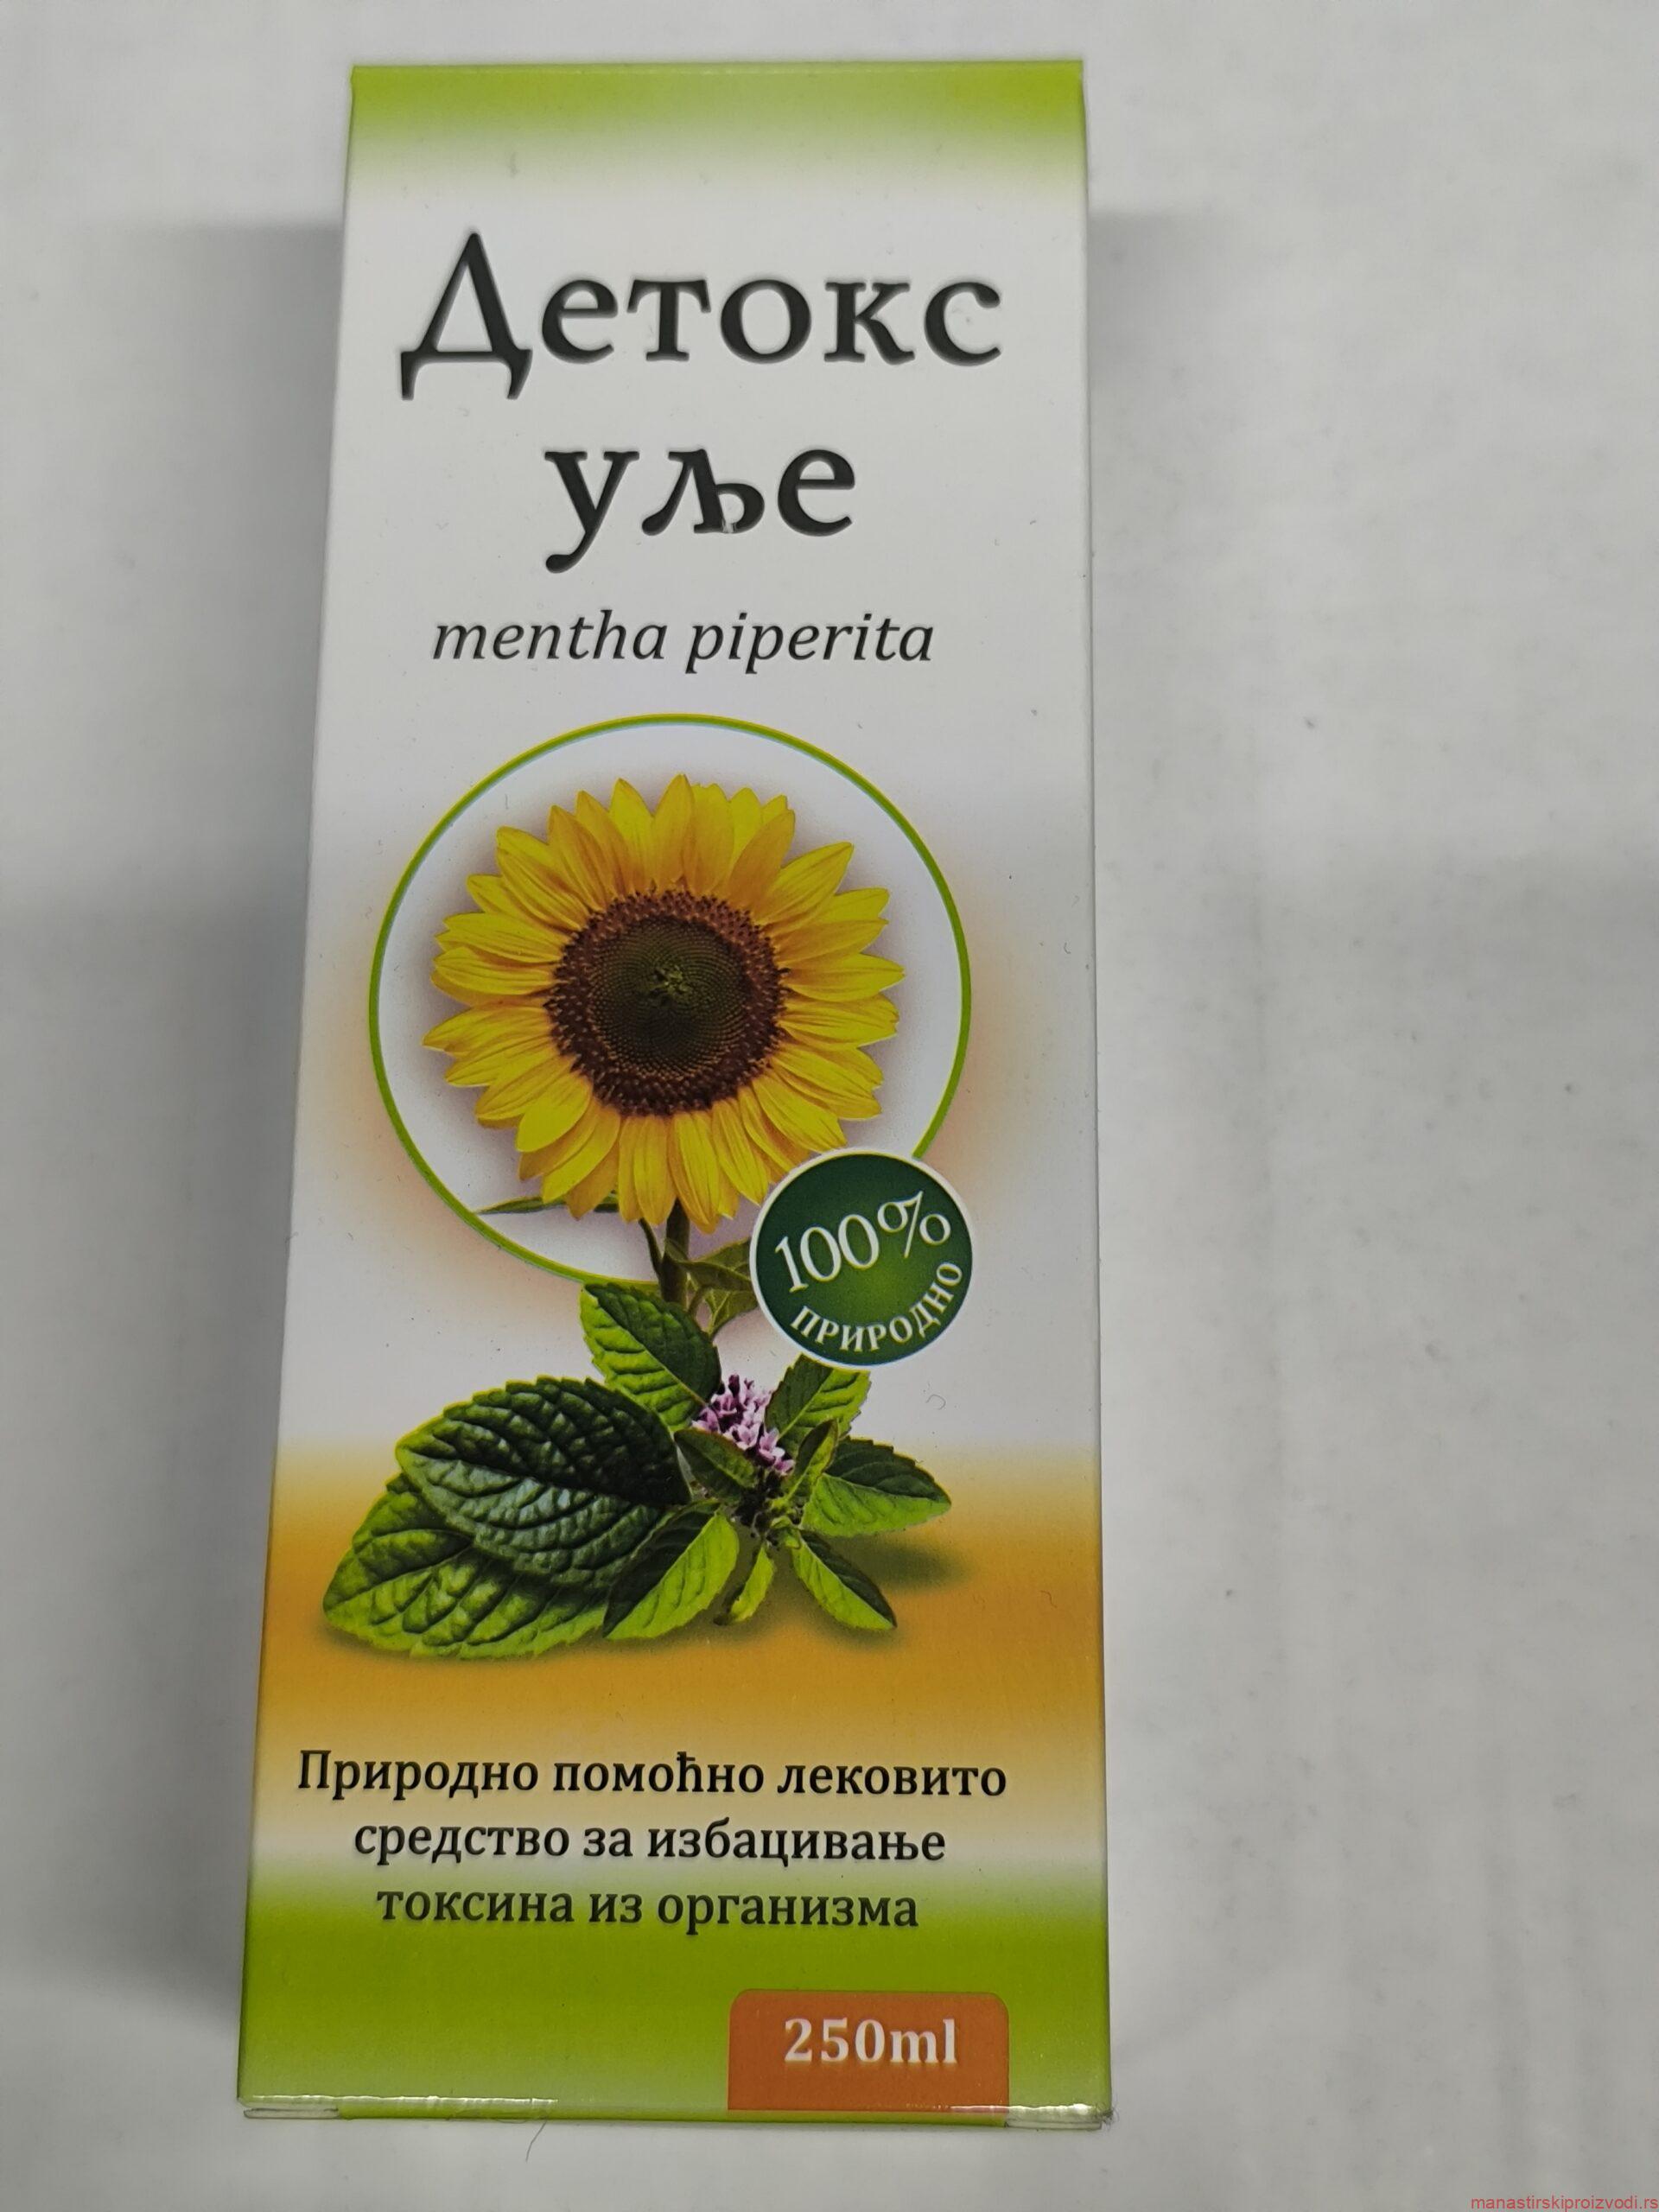 Детокс
уље
mentha piperita
100%
ПРИРОДНО
Природно помоћно лековито
средство за избацивање
токсина из организма
250ml
manastirskiproizvodi.rs